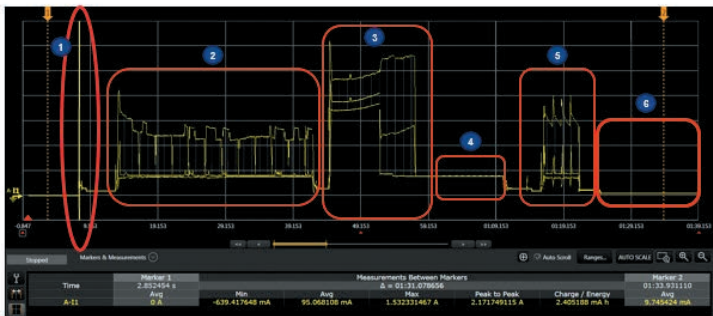 1
2
3
4
5
6
-0.847
9.153
19.153
29.153
39.153
49.153
01:09.153
01:19.153
01:29.153
01:39.153
Stopped
Markers & Measurements
Auto Scroll
Ranges...
AUTO SCALE
Marker 1
Measurements Between Markers
Marker 2
Time
2.852454 s
Δ = 01:31.078656
01:33.931110
Avg
Min
Avg
Max
Peak to Peak
Charge / Energy
Avg
A-I1
0 A
-639.417648 mA
95.068108 mA
1.532331467 A
2.171749115 A
2.405188 mA h
9.745424 mA